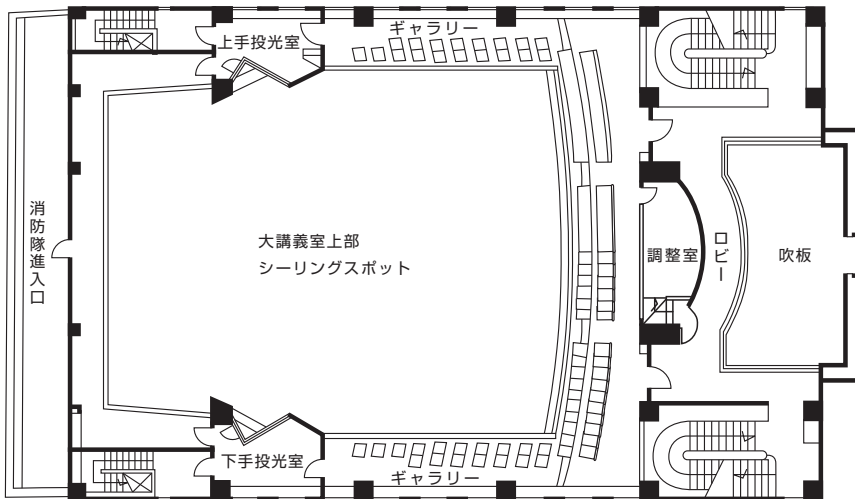 上手投光室
ギャラリー
消防隊進入口
大講義室上部
シーリングスポット
調整室
ロビー
吹板
下手投光室
ギャラリー